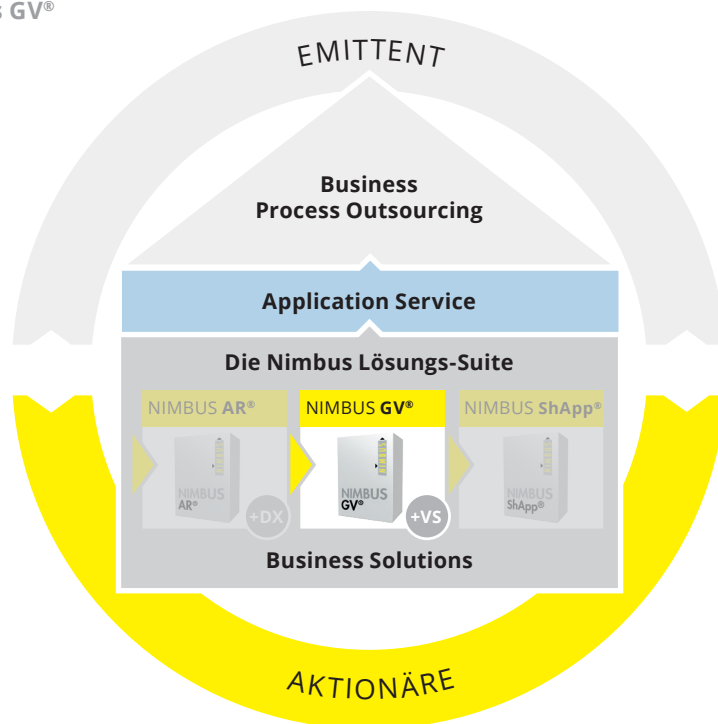 s GV®
EMITTENT
Business
Process Outsourcing
Application Service
Die Nimbus Lösungs-Suite
NIMBUS AR®
NIMBUS GV®
NIMBUS ShApp®
NIMBUS
AR®
+DX
NIMBUS
GV®
+VS
NIMBUS
ShApp®
Business Solutions
AKTIONÄRE